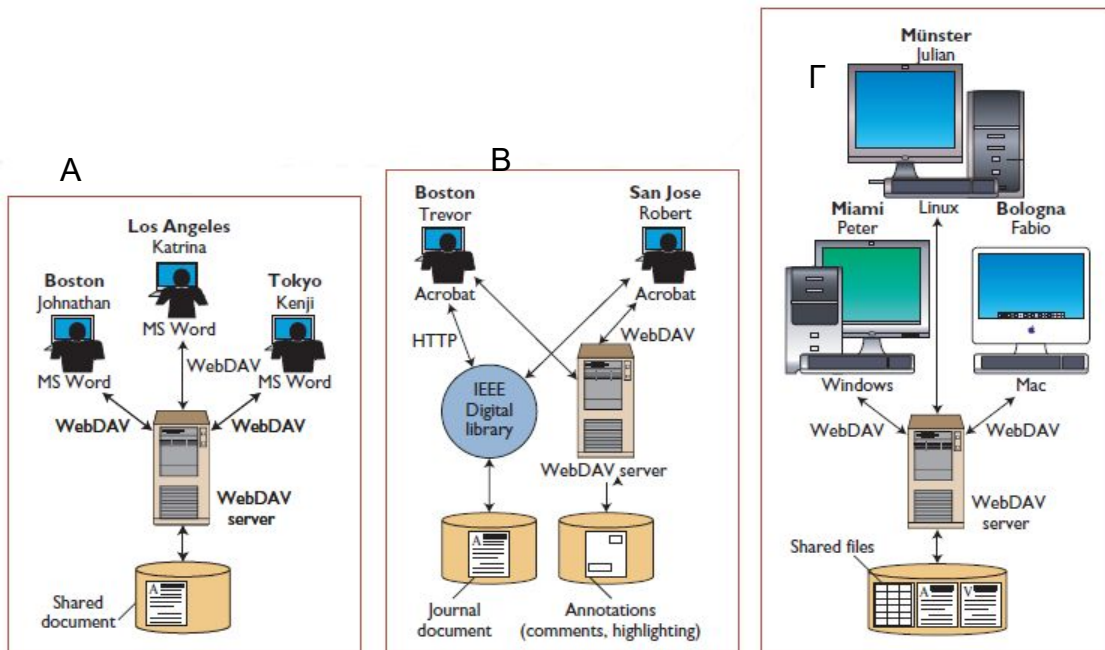 A
Los Angeles
Katrina
MS Word
Boston
Johnathan
MS Word
Tokyo
Kenji
MS Word
WebDAV
WebDAV
WebDAV
WebDAV
server
Shared
document
A
B
Boston
Trevor
Acrobat
San Jose
Robert
Acrobat
HTTP
WebDAV
IEEE
Digital
library
WebDAV server
A
Journal
document
Annotations
(comments, highlighting)
Γ
Münster
Julian
Linux
Miami
Peter
Windows
Bologna
Fabio
Mac
WebDAV
WebDAV
WebDAV
server
Shared files
A
V